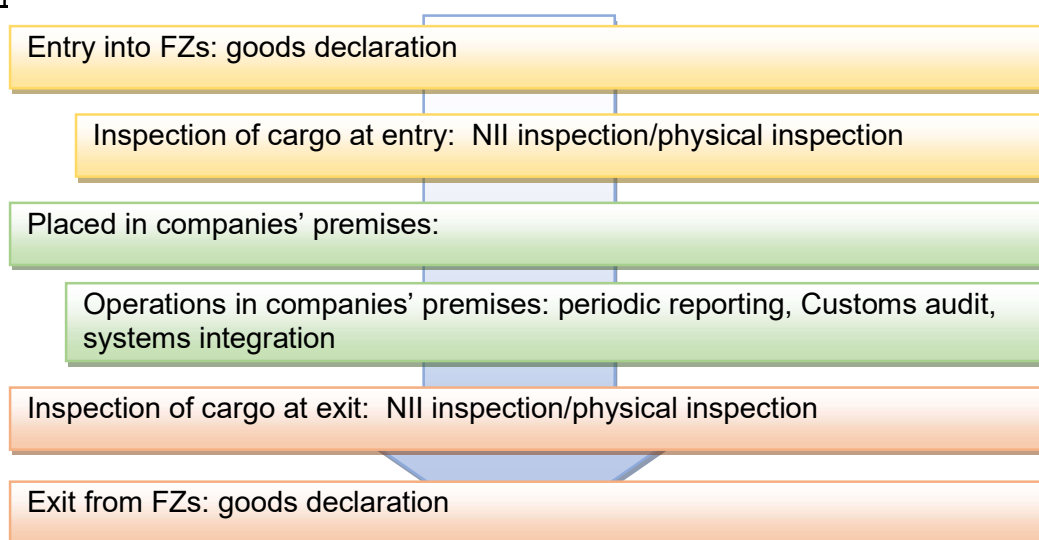 Entry into FZs: goods declaration
Inspection of cargo at entry: NII inspection/physical inspection
Placed in companies’ premises:
Operations in companies’ premises: periodic reporting, Customs audit,
systems integration
Inspection of cargo at exit: NII inspection/physical inspection
Exit from FZs: goods declaration